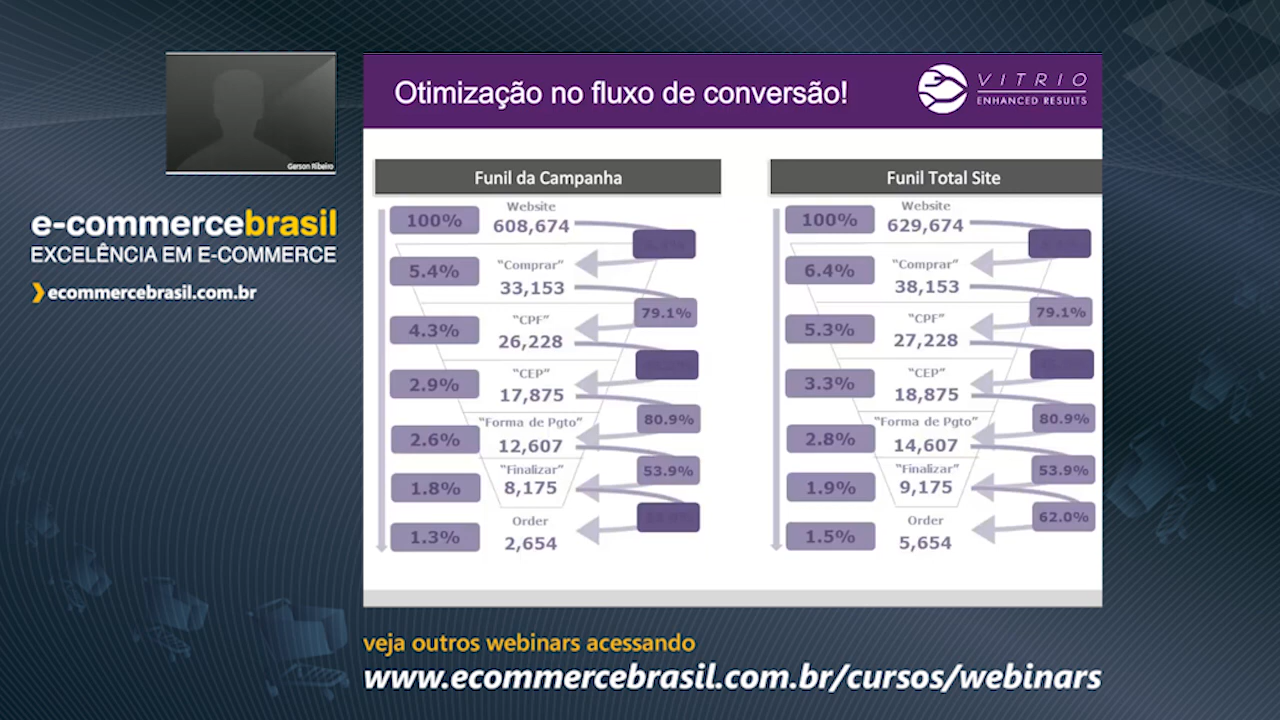 Otimização no fluxo de conversão!
VITRIO
ENHANCED RESULTS
Gerson Ribeiro
e-commercebrasil
EXCELÊNCIA EM E-COMMERCE
ecommercebrasil.com.br
Funil da Campanha
Website
100%
608,674
"Comprar"
5.4%
33,153
79.1%
"CPF"
4.3%
26,228
"CEP"
2.9%
17,875
80.9%
"Forma de Pgto"
2.6%
12,607
53.9%
"Finalizar"
1.8%
8,175
Order
1.3%
2,654
Funil Total Site
Website
100%
629,674
"Comprar"
6.4%
38,153
79.1%
"CPF"
5.3%
27,228
"CEP"
3.3%
18,875
80.9%
"Forma de Pgto"
2.8%
14,607
53.9%
"Finalizar"
1.9%
9,175
62.0%
Order
1.5%
5,654
veja outros webinars acessando
www.ecommercebrasil.com.br/cursos/webinars